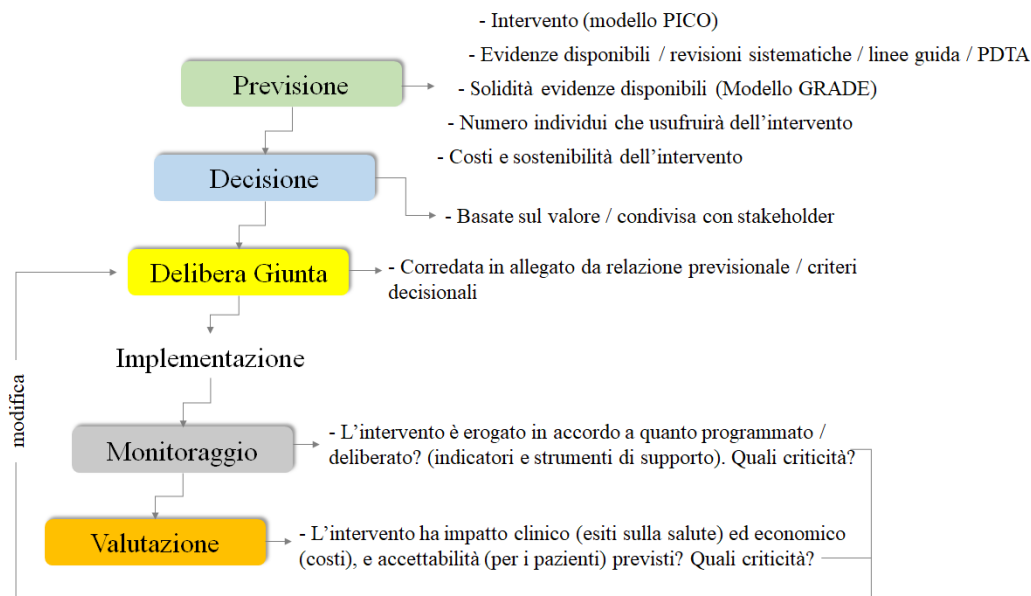 - Intervento (modello PICO)
- Evidenze disponibili / revisioni sistematiche / linee guida / PDTA
Previsione
- Solidità evidenze disponibili (Modello GRADE)
- Numero individui che usufruirà dell’intervento
- Costi e sostenibilità dell’intervento
Decisione
- Basate sul valore / condivisa con stakeholder
Delibera Giunta
- Corredata in allegato da relazione previsionale / criteri
decisionali
Implementazione
modifica
Monitoraggio
- L’intervento è erogato in accordo a quanto programmato /
deliberato? (indicatori e strumenti di supporto). Quali criticità?
Valutazione
- L’intervento ha impatto clinico (esiti sulla salute) ed economico
(costi), e accettabilità (per i pazienti) previsti? Quali criticità?